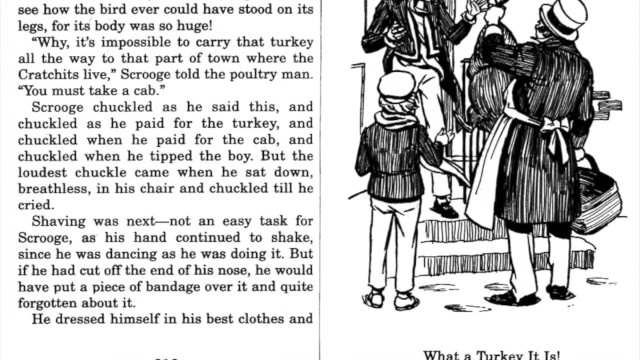 see how the bird ever could have stood on its
legs, for its body was so huge!
“Why, it’s impossible to carry that turkey
all the way to that part of town where the
Cratchits live,” Scrooge told the poultry man.
“You must take a cab.”
Scrooge chuckled as he said this, and
chuckled as he paid for the turkey, and
chuckled when he paid for the cab, and
chuckled when he tipped the boy. But the
loudest chuckle came when he sat down,
breathless, in his chair and chuckled till he
cried.
Shaving was next—not an easy task for
Scrooge, as his hand continued to shake,
since he was dancing as he was doing it. But
if he had cut off the end of his nose, he would
have put a piece of bandage over it and quite
forgotten about it.
He dressed himself in his best clothes and
What a Turkey It Is!